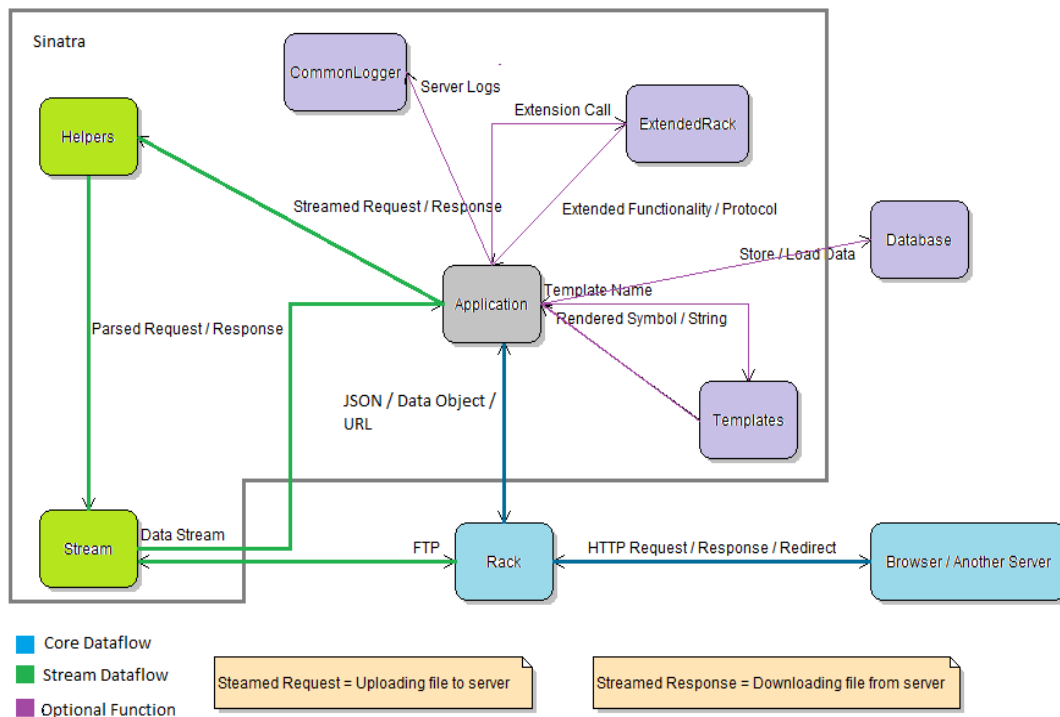 Sinatra
CommonLogger
Server Logs
Extension Call
ExtendedRack
Helpers
Streamed Request / Response
Extended Functionality / Protocol
Database
Store / Load Data
Application
Template Name
Rendered Symbol / String
Parsed Request / Response
JSON / Data Object /
URL
Templates
Stream
Data Stream
FTP
Rack
HTTP Request / Response / Redirect
Browser / Another Server
Core Dataflow
Stream Dataflow
Optional Function
Steamed Request = Uploading file to server
Streamed Response = Downloading file from server